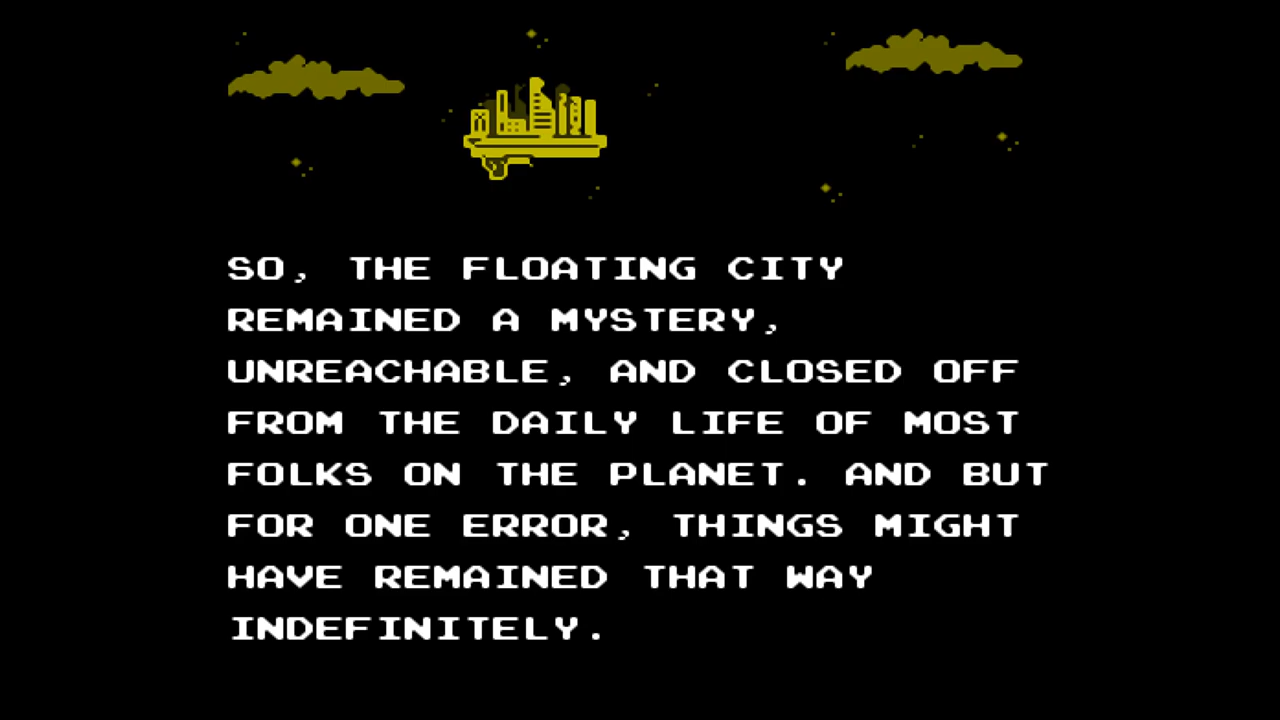 SO, THE FLOATING CITY
REMAINED A MYSTERY,
UNREACHABLE, AND CLOSED OFF
FROM THE DAILY LIFE OF MOST
FOLKS ON THE PLANET. AND BUT
FOR ONE ERROR, THINGS MIGHT
HAVE REMAINED THAT WAY
INDEFINITELY.